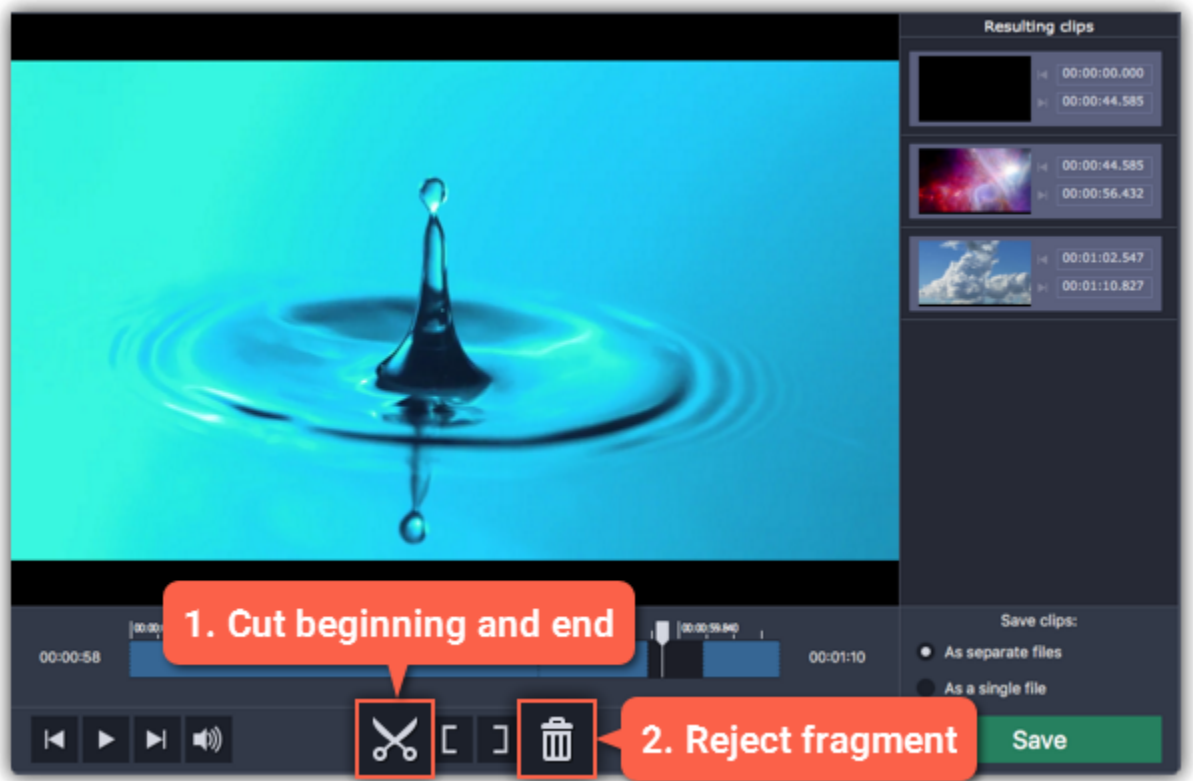 Resulting clips
00:00:00.000
00:00:44.585
00:00:44.585
00:00:56.432
00:01:02.547
00:01:10.827
1. Cut beginning and end
00:00:59.840
00:00:58
00:01:10
Save clips:
As separate files
As a single file
2. Reject fragment
Save